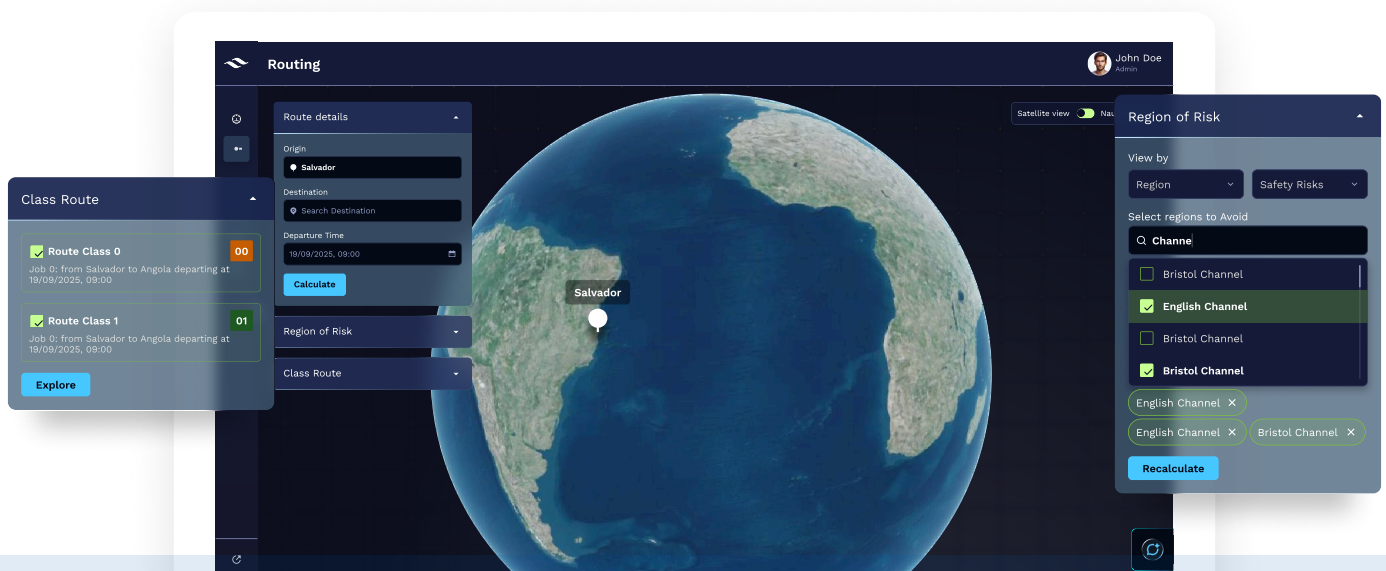 Routing
John Doe
Admin
Route details
Origin
Salvador
Destination
Search Destination
Departure Time
19/09/2025, 09:00
Calculate
Region of Risk
Class Route
Class Route
Route Class 0
00
Job 0: from Salvador to Angola departing at
19/09/2025, 09:00
Route Class 1
01
Job 0: from Salvador to Angola departing at
19/09/2025, 09:00
Explore
Salvador
Satellite view
Nau
Region of Risk
View by
Region
Safety Risks
Select regions to Avoid
Channe
Bristol Channel
English Channel
Bristol Channel
Bristol Channel
English Channel
English Channel
Bristol Channel
Recalculate